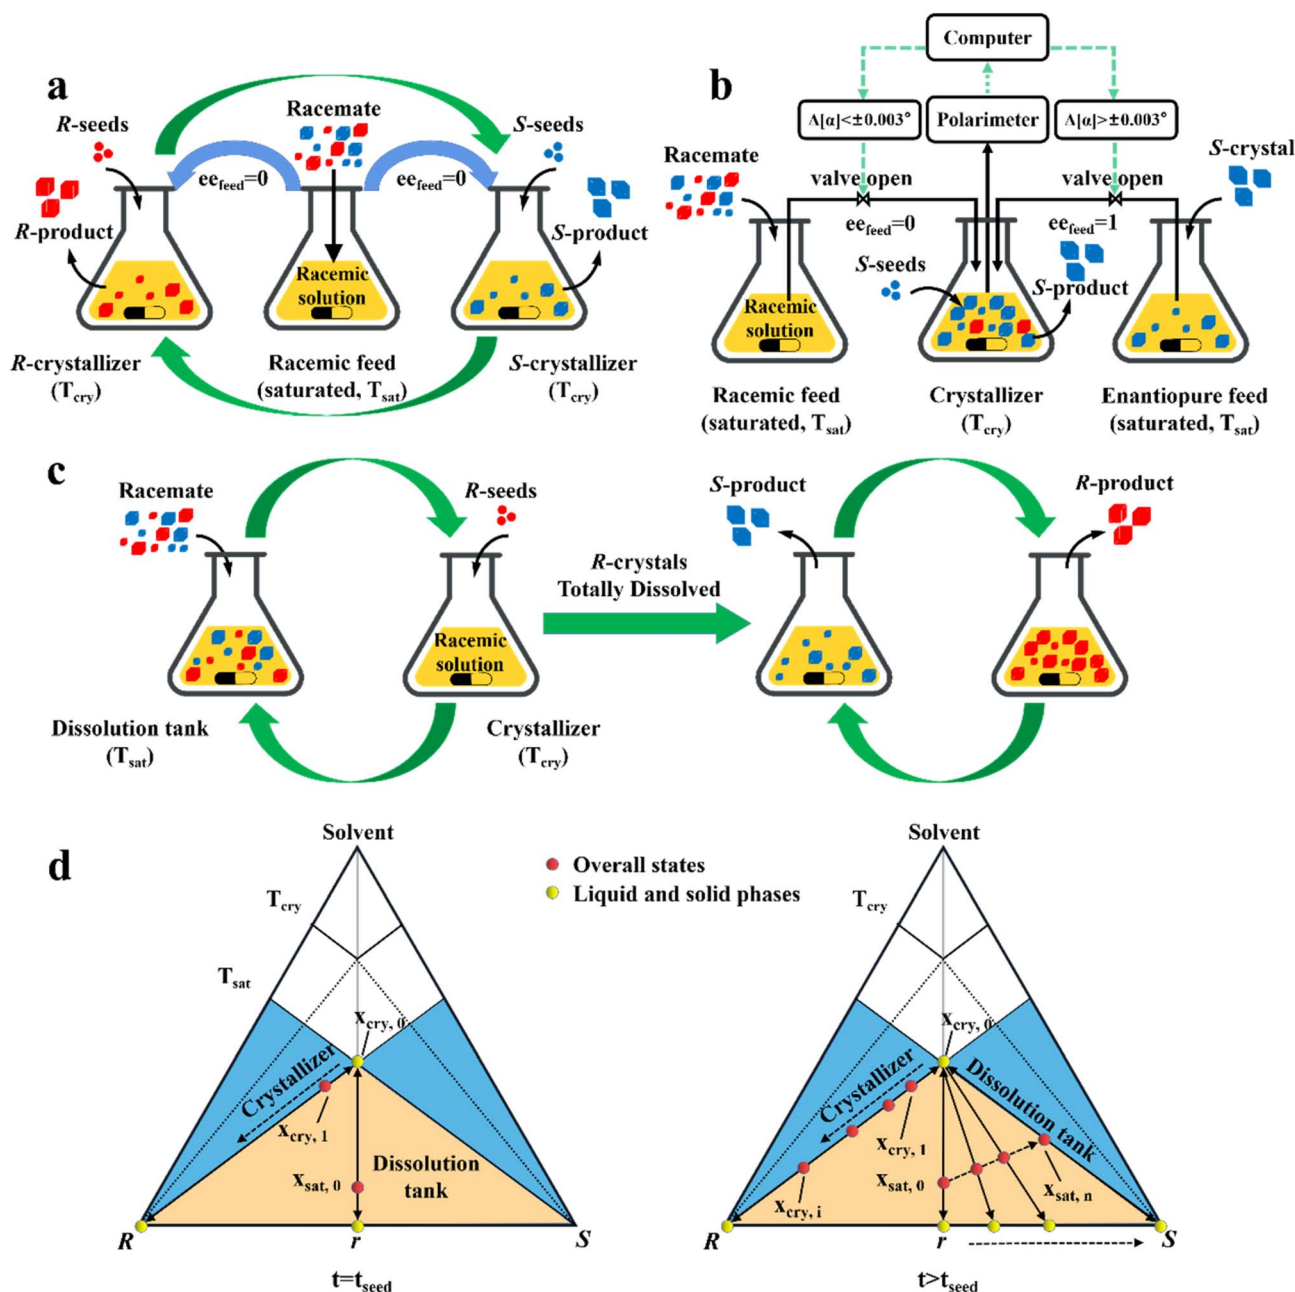 a
R-seeds
Racemate
S-seeds
ee_feed=0
ee_feed=0
R-product
S-product
Racemic
solution
R-crystallizer
(T_cry)
Racemic feed
(saturated, T_sat)
S-crystallizer
(T_cry)
b
Computer
Δ[α]<±0.003°
Polarimeter
Δ[α]>±0.003°
Racemate
S-crystal
valve open
valve open
ee_feed=0
ee_feed=1
S-seeds
S-product
Racemic
solution
Racemic feed
(saturated, T_sat)
Crystallizer
(T_cry)
Enantiopure feed
(saturated, T_sat)
c
Racemate
R-seeds
Racemic
solution
Dissolution tank
(T_sat)
Crystallizer
(T_cry)
R-crystals
Totally Dissolved
S-product
R-product
d
Solvent
T_cry
T_sat
x_cry, 0
Crystallizer
x_cry, 1
Dissolution
tank
x_sat, 0
R
r
S
t=t_seed
Overall states
Liquid and solid phases
Solvent
T_cry
x_cry, 0
Crystallizer
Dissolution tank
x_cry, 1
x_sat, 0
x_cry, i
x_sat, n
R
r
S
t>t_seed